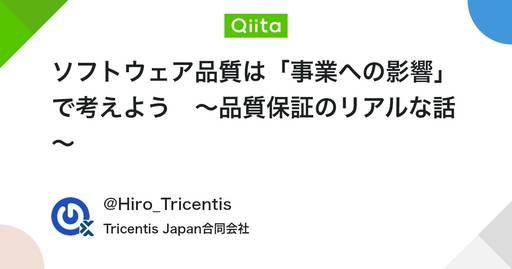 Qiita
ソフトウェア品質は「事業への影響」
で考えよう　〜品質保証のリアルな話
〜
@Hiro_Tricentis
Tricentis Japan合同会社